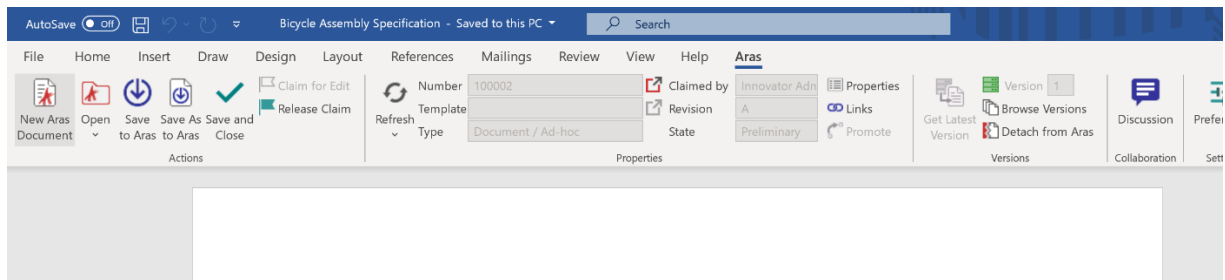 AutoSave Off Bicycle Assembly Specification - Saved to this PC Search
File Home Insert Draw Design Layout References Mailings Review View Help Aras
New Aras Document
Open
Save to Aras
Save As to Aras
Save and Close
Claim for Edit
Release Claim
Actions
Refresh
Number 100002
Template
Type Document / Ad-hoc
Claimed by Innovator Adn
Revision A
State Preliminary
Properties
Links
Promote
Properties
Get Latest Version
Version 1
Browse Versions
Detach from Aras
Versions
Discussion
Collaboration